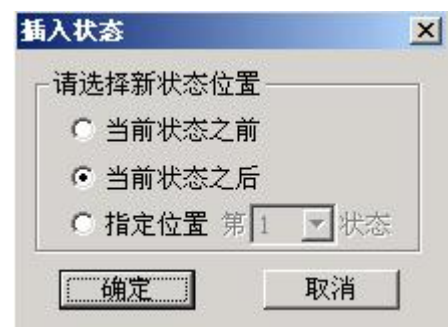 插入状态
请选择新状态位置
当前状态之前
当前状态之后
指定位置 第 1 状态
确定 取消